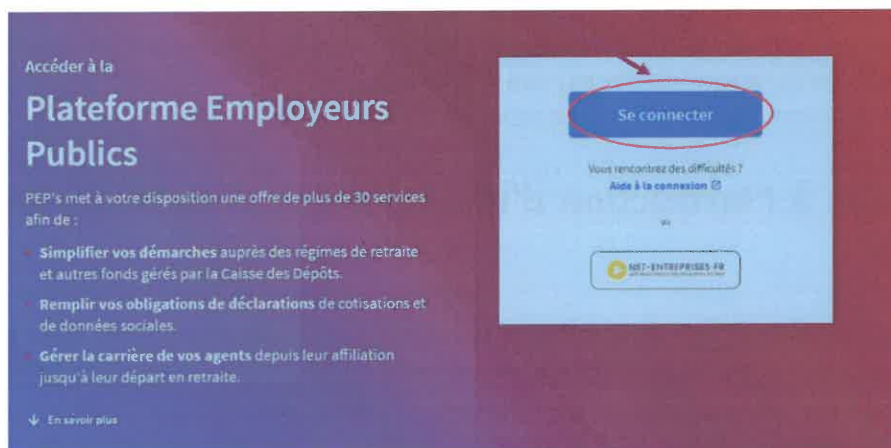 Accéder à la
Plateforme Employeurs
Publics
PEP's met à votre disposition une offre de plus de 30 services
afin de :
Simplifier vos démarches auprès des régimes de retraite
et autres fonds gérés par la Caisse des Dépôts.
Remplir vos obligations de déclarations de cotisations et
de données sociales.
Gérer la carrière de vos agents depuis leur affiliation
jusqu'à leur départ en retraite.
En savoir plus
Se connecter
Vous rencontrez des difficultés ?
Aide à la connexion
ou
NET-ENTREPRISES·FR